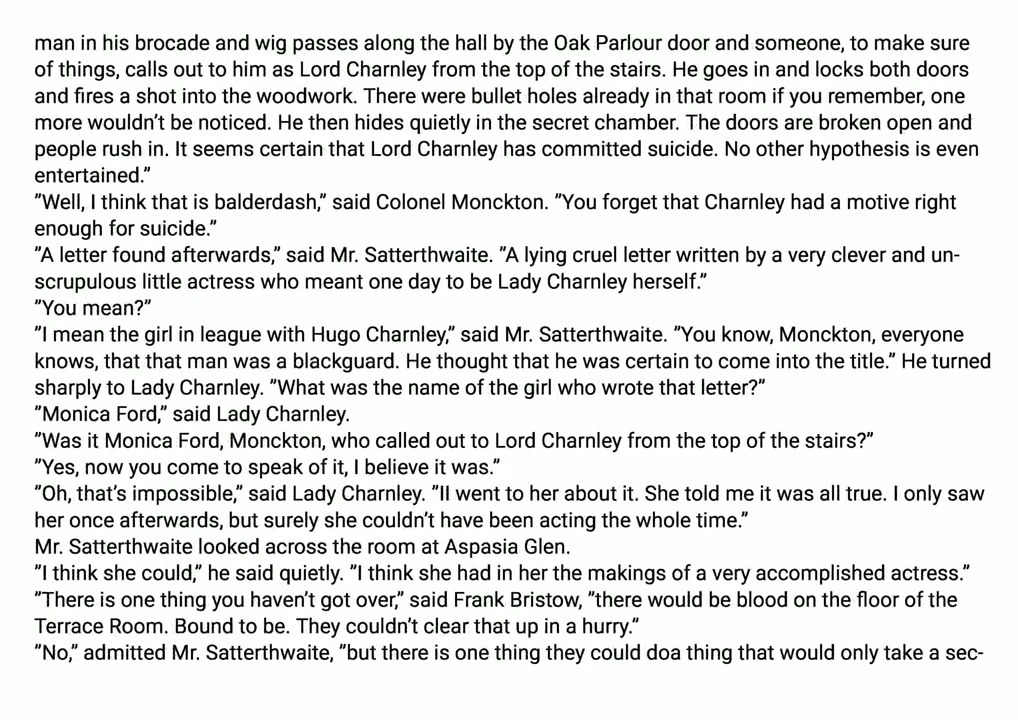 man in his brocade and wig passes along the hall by the Oak Parlour door and someone, to make sure
of things, calls out to him as Lord Charnley from the top of the stairs. He goes in and locks both doors
and fires a shot into the woodwork. There were bullet holes already in that room if you remember, one
more wouldn’t be noticed. He then hides quietly in the secret chamber. The doors are broken open and
people rush in. It seems certain that Lord Charnley has committed suicide. No other hypothesis is even
entertained.”
”Well, I think that is balderdash,” said Colonel Monckton. ”You forget that Charnley had a motive right
enough for suicide.”
”A letter found afterwards,” said Mr. Satterthwaite. ”A lying cruel letter written by a very clever and un-
scrupulous little actress who meant one day to be Lady Charnley herself.”
”You mean?”
”I mean the girl in league with Hugo Charnley,” said Mr. Satterthwaite. ”You know, Monckton, everyone
knows, that that man was a blackguard. He thought that he was certain to come into the title.” He turned
sharply to Lady Charnley. ”What was the name of the girl who wrote that letter?”
”Monica Ford,” said Lady Charnley.
”Was it Monica Ford, Monckton, who called out to Lord Charnley from the top of the stairs?”
”Yes, now you come to speak of it, I believe it was.”
”Oh, that’s impossible,” said Lady Charnley. ”II went to her about it. She told me it was all true. I only saw
her once afterwards, but surely she couldn’t have been acting the whole time.”
Mr. Satterthwaite looked across the room at Aspasia Glen.
”I think she could,” he said quietly. ”I think she had in her the makings of a very accomplished actress.”
”There is one thing you haven’t got over,” said Frank Bristow, ”there would be blood on the floor of the
Terrace Room. Bound to be. They couldn’t clear that up in a hurry.”
”No,” admitted Mr. Satterthwaite, ”but there is one thing they could doa thing that would only take a sec-